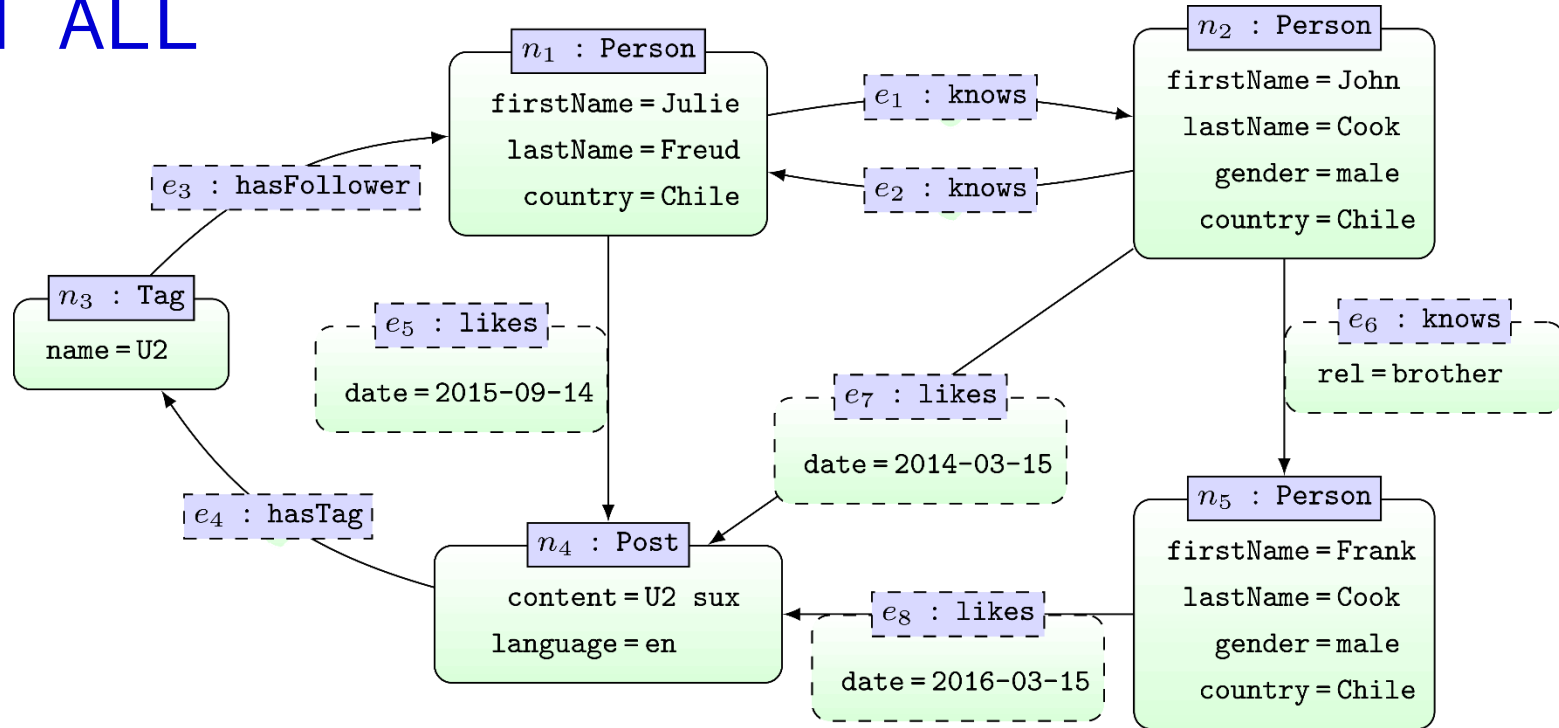 ALL
n₁ : Person
firstName = Julie
lastName = Freud
country = Chile
e₁ : knows
e₂ : knows
n₂ : Person
firstName = John
lastName = Cook
gender = male
country = Chile
e₃ : hasFollower
n₃ : Tag
name = U2
e₅ : likes
date = 2015-09-14
e₇ : likes
date = 2014-03-15
e₆ : knows
rel = brother
e₄ : hasTag
n₄ : Post
content = U2 sux
language = en
e₈ : likes
date = 2016-03-15
n₅ : Person
firstName = Frank
lastName = Cook
gender = male
country = Chile